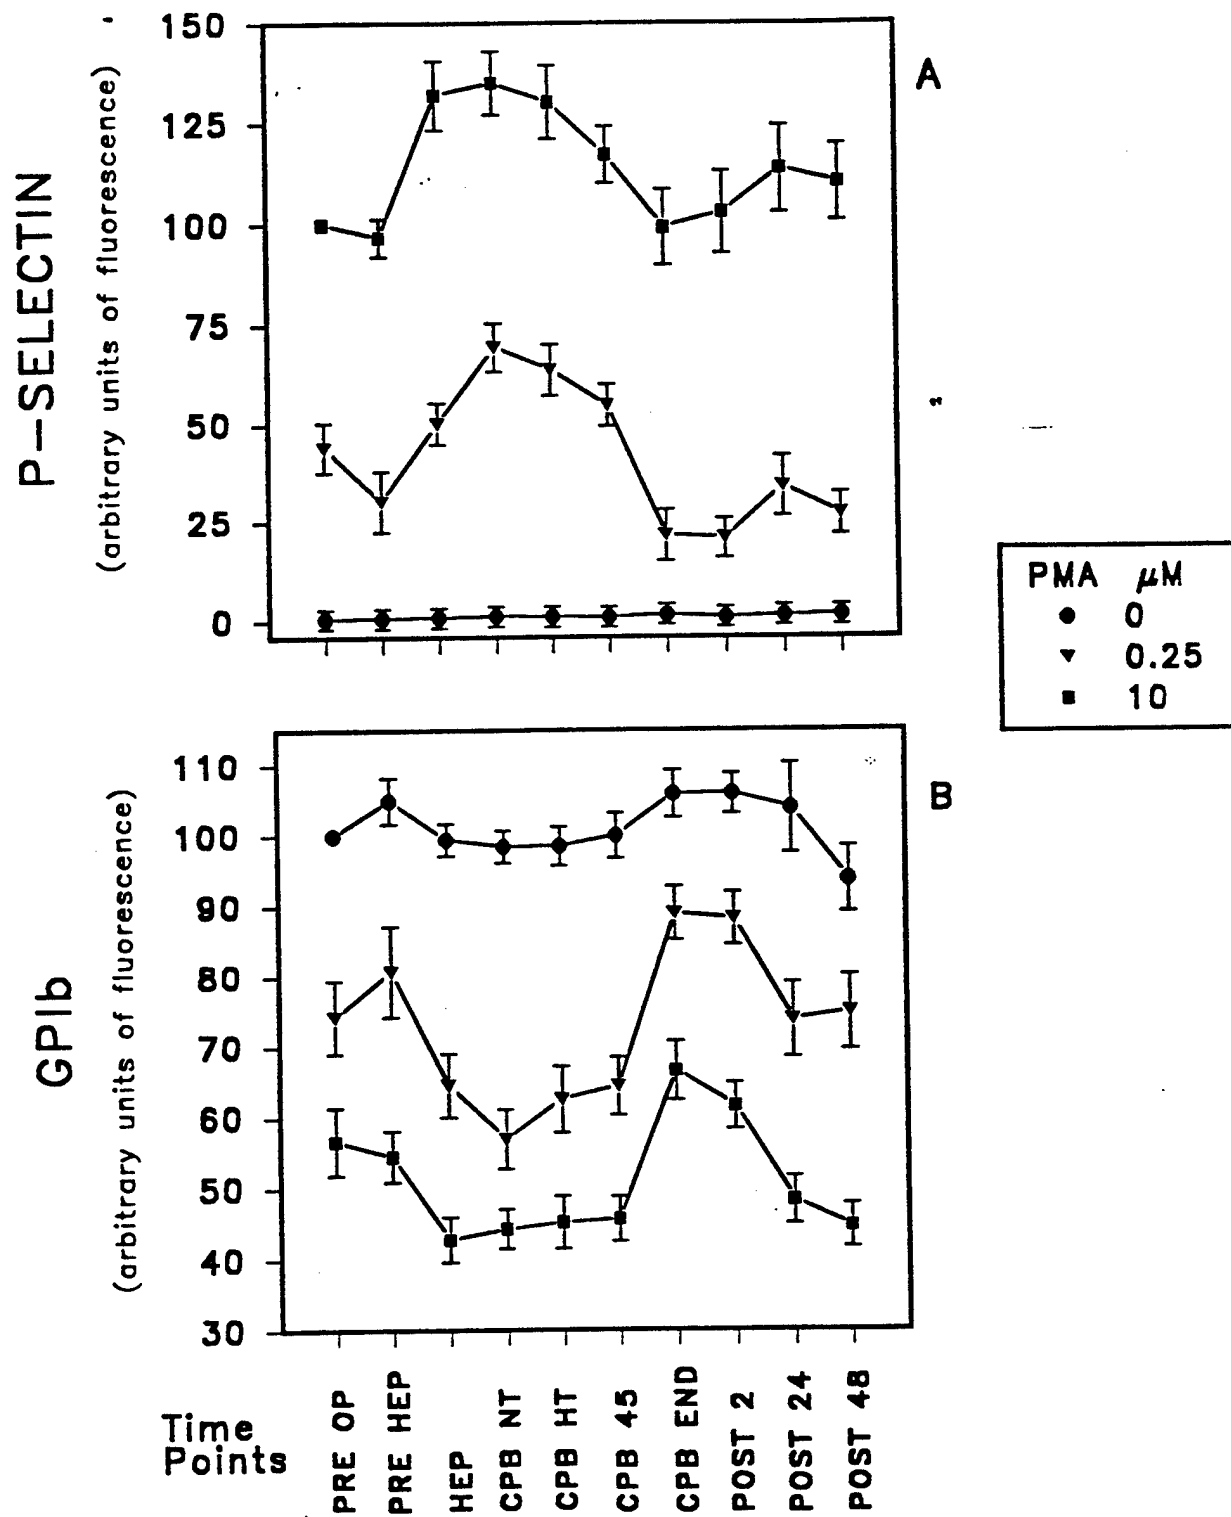 A
P-SELECTIN
(arbitrary units of fluorescence)
150
125
100
75
50
25
0
PMA μM
0
0.25
10
B
GPIb
(arbitrary units of fluorescence)
110
100
90
80
70
60
50
40
30
Time
Points
PRE OP
PRE HEP
HEP
CPB NT
CPB HT
CPB 45
CPB END
POST 2
POST 24
POST 48